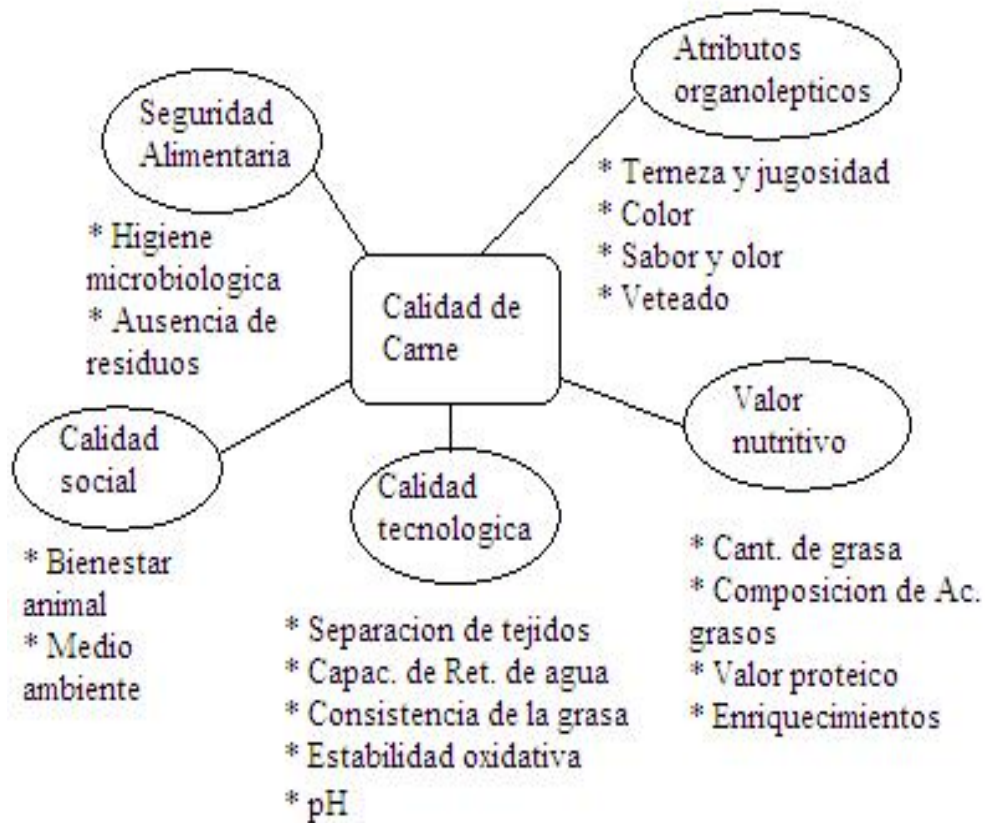 Atributos
organolepticos
* Terneza y jugosidad
* Color
* Sabor y olor
* Veteado
Seguridad
Alimentaria
* Higiene
microbiologica
* Ausencia de
residuos
Calidad de
Carne
Valor
nutritivo
* Cant. de grasa
* Composicion de Ac.
grasos
* Valor proteico
* Enriquecimientos
Calidad
social
* Bienestar
animal
* Medio
ambiente
Calidad
tecnologica
* Separacion de tejidos
* Capac. de Ret. de agua
* Consistencia de la grasa
* Estabilidad oxidativa
* pH